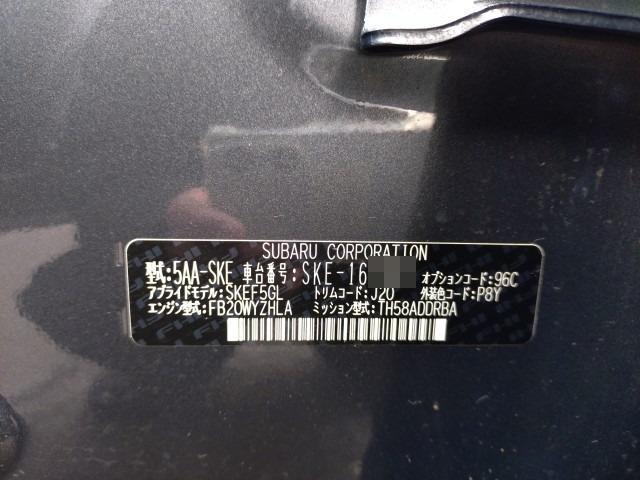 SUBARU CORPORATION
型式:5AA-SKE 車台番号:SKE-16 オプションコード:96C
アプライドモデル:SKEF5GL トリムコード:J20 外装色コード:P8Y
エンジン型式:FB20WYZHLA ミッション型式:TH58ADDRBA